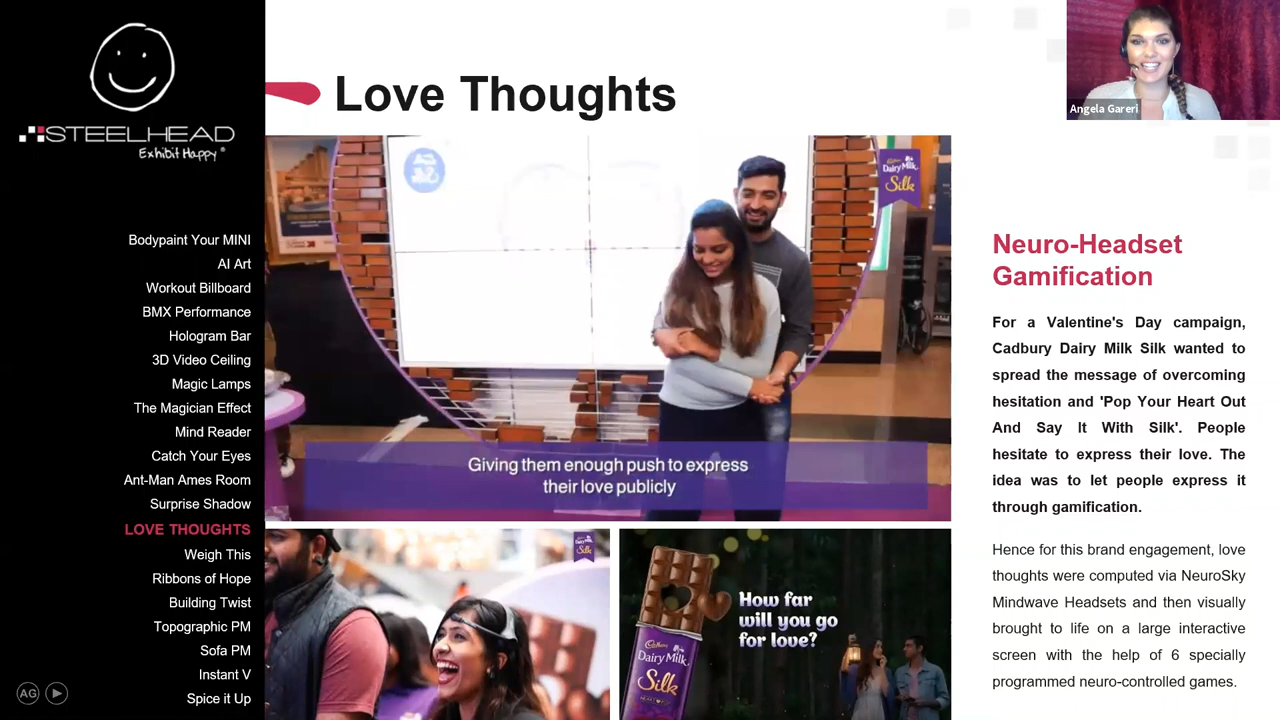 STEELHEAD
Exhibit Happy®
Bodypaint Your MINI
AI Art
Workout Billboard
BMX Performance
Hologram Bar
3D Video Ceiling
Magic Lamps
The Magician Effect
Mind Reader
Catch Your Eyes
Ant-Man Ames Room
Surprise Shadow
LOVE THOUGHTS
Weigh This
Ribbons of Hope
Building Twist
Topographic PM
Sofa PM
Instant V
Spice it Up
AG
Love Thoughts
Silk
Cadbury
Dairy Milk
Silk
Giving them enough push to express
their love publicly
Dairy Milk
Silk
How far
will you go
for love?
Cadbury
Dairy Milk
Silk
Angela Gareri
Neuro-Headset
Gamification
For a Valentine's Day campaign,
Cadbury Dairy Milk Silk wanted to
spread the message of overcoming
hesitation and 'Pop Your Heart Out
And Say It With Silk'. People
hesitate to express their love. The
idea was to let people express it
through gamification.
Hence for this brand engagement, love
thoughts were computed via NeuroSky
Mindwave Headsets and then visually
brought to life on a large interactive
screen with the help of 6 specially
programmed neuro-controlled games.